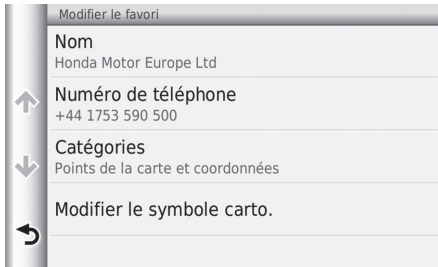 Modifier le favori
Nom
Honda Motor Europe Ltd
Numéro de téléphone
+44 1753 590 500
Catégories
Points de la carte et coordonnées
Modifier le symbole carto.